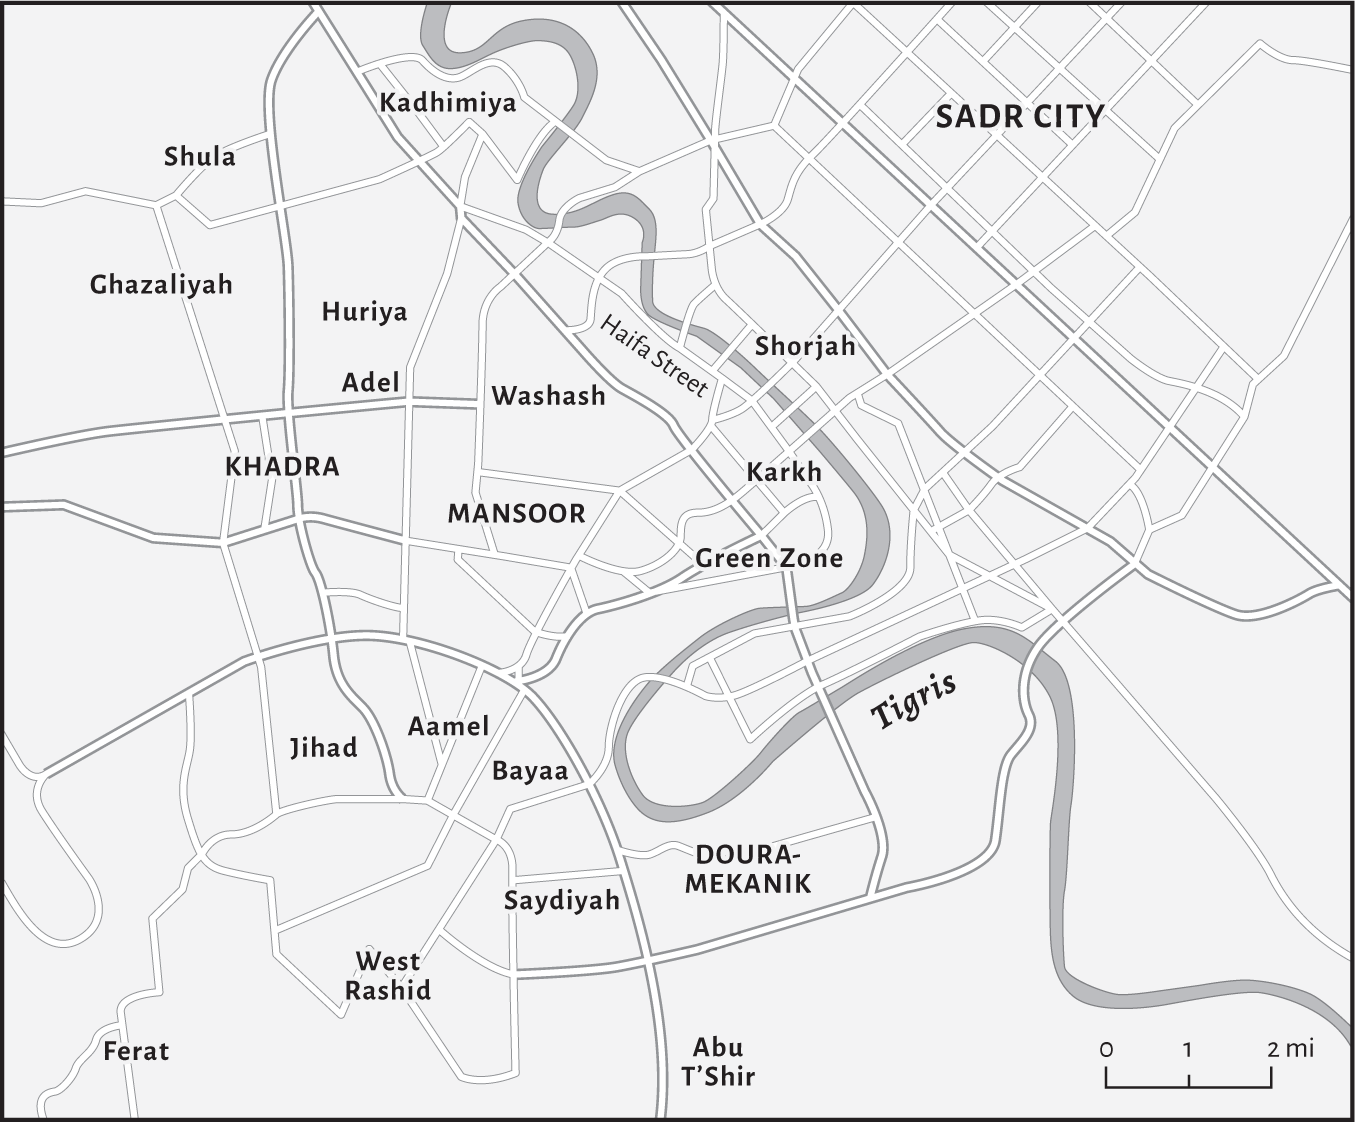 Kadhimiya
SADR CITY
Shula
Ghazaliyah
Huriya
Haifa Street
Shorjah
Adel
Washash
KHADRA
Karkh
MANSOOR
Green Zone
Tigris
Aamel
Jihad
Bayaa
DOURA-
MEKANIK
Saydiyah
West
Rashid
Ferat
Abu
T’Shir
0 1 2 mi